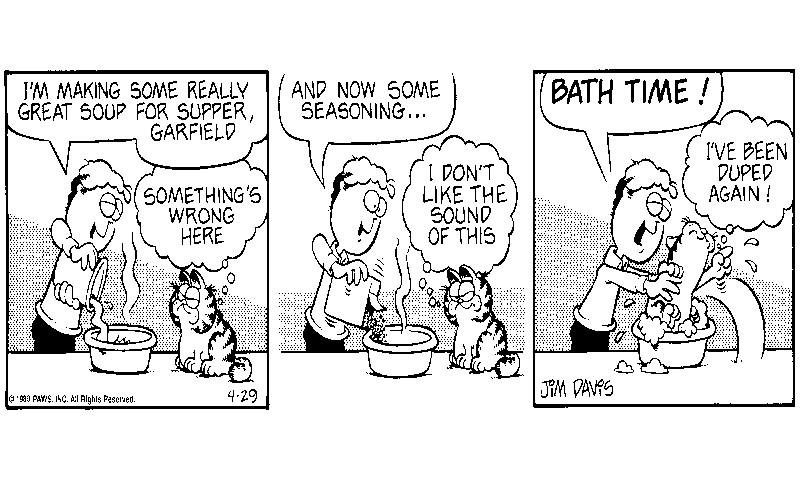 I'M MAKING SOME REALLY
GREAT SOUP FOR SUPPER,
GARFIELD
SOMETHING'S
WRONG
HERE
© 1980 PAWS, INC. All Rights Reserved.
4-29
AND NOW SOME
SEASONING...
I DON'T
LIKE THE
SOUND
OF THIS
BATH TIME!
I'VE BEEN
DUPED
AGAIN!
JIM DAVIS